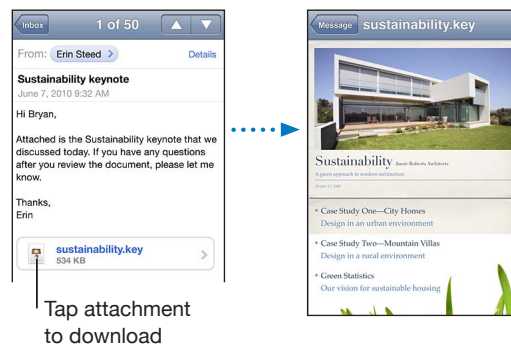 Inbox
1 of 50
From: Erin Steed
Details
Sustainability keynote
June 7, 2010 9:32 AM
Hi Bryan,
Attached is the Sustainability keynote that we
discussed today. If you have any questions
after you review the document, please let me
know.
Thanks,
Erin
sustainability.key
534 KB
Tap attachment
to download
Message
sustainability.key
Sustainability Jamie Roberts Architects
A green approach to modern architecture
• Case Study One—City Homes
Design in an urban environment
• Case Study Two—Mountain Villas
Design in a rural environment
• Green Statistics
Our vision for sustainable housing